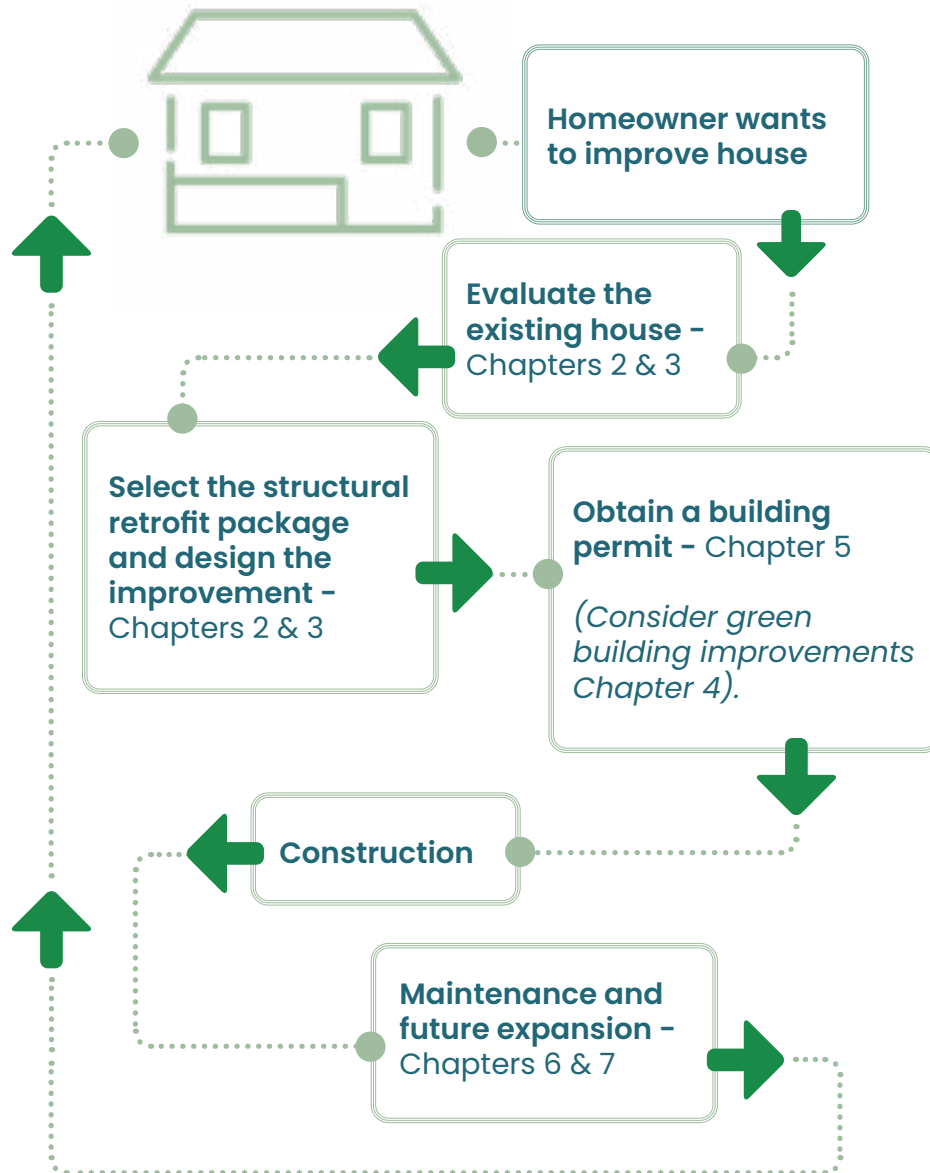 Homeowner wants
to improve house
Evaluate the
existing house –
Chapters 2 & 3
Select the structural
retrofit package
and design the
improvement –
Chapters 2 & 3
Obtain a building
permit – Chapter 5
(Consider green
building improvements
Chapter 4).
Construction
Maintenance and
future expansion –
Chapters 6 & 7